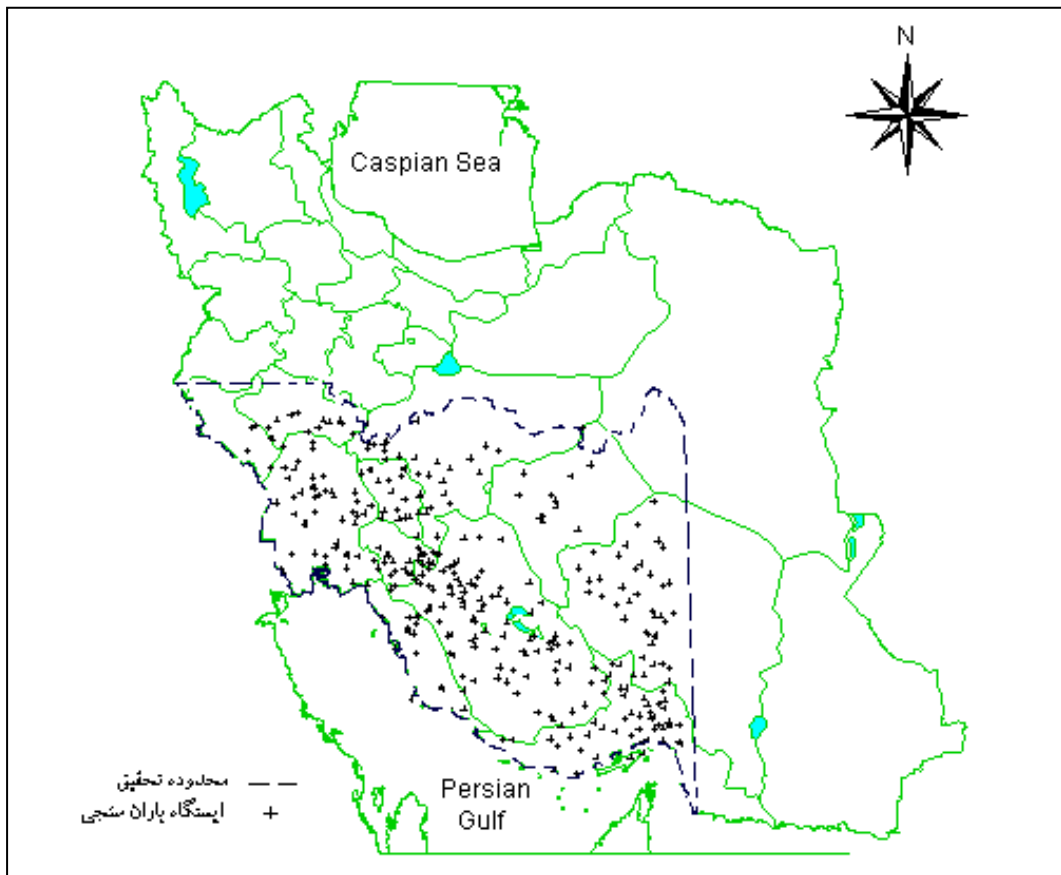 N
Caspian Sea
Persian
Gulf
محدوده تحقیق
ایستگاه باران سنجی